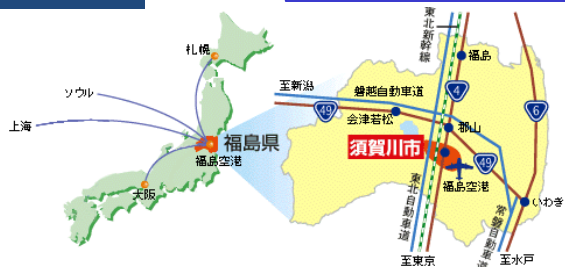 札幌
ソウル
上海
福島県
福島空港
大阪
東北新幹線
福島
至新潟
磐越自動車道
4
6
49
会津若松
郡山
須賀川市
49
福島空港
いわき
東北自動車道
常磐自動車道
至東京
至水戸